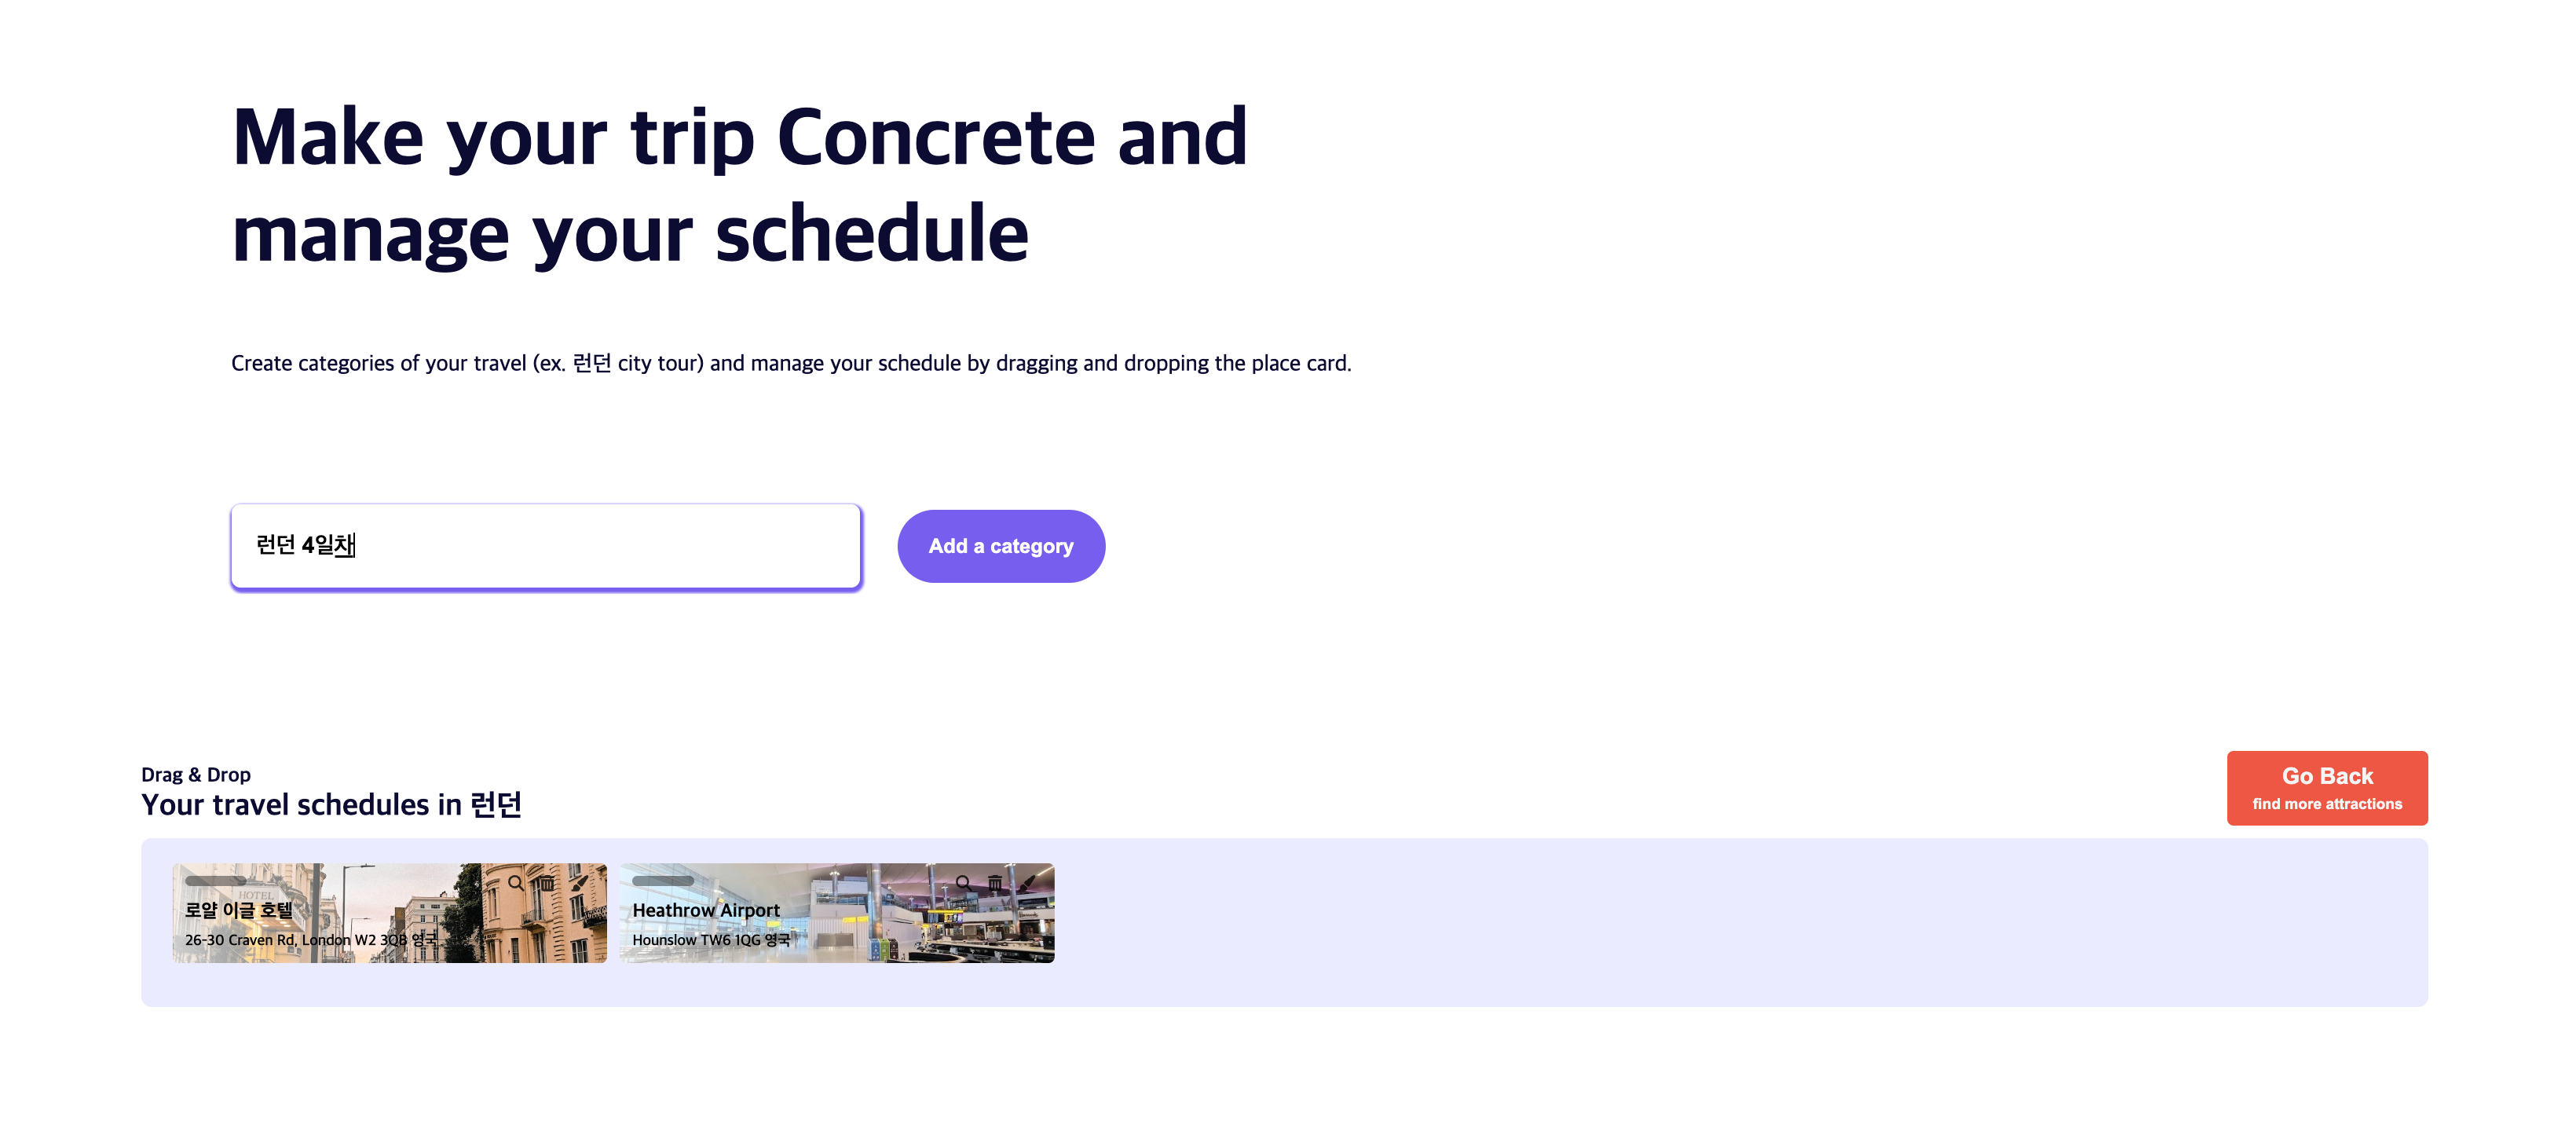 Make your trip Concrete and
manage your schedule
Create categories of your travel (ex. 런던 city tour) and manage your schedule by dragging and dropping the place card.
런던 4일채
Add a category
Drag & Drop
Your travel schedules in 런던
Go Back
find more attractions
HOTEL
로얄 이글 호텔
26-30 Craven Rd, London W2 3QB 영국
Heathrow Airport
Hounslow TW6 1QG 영국